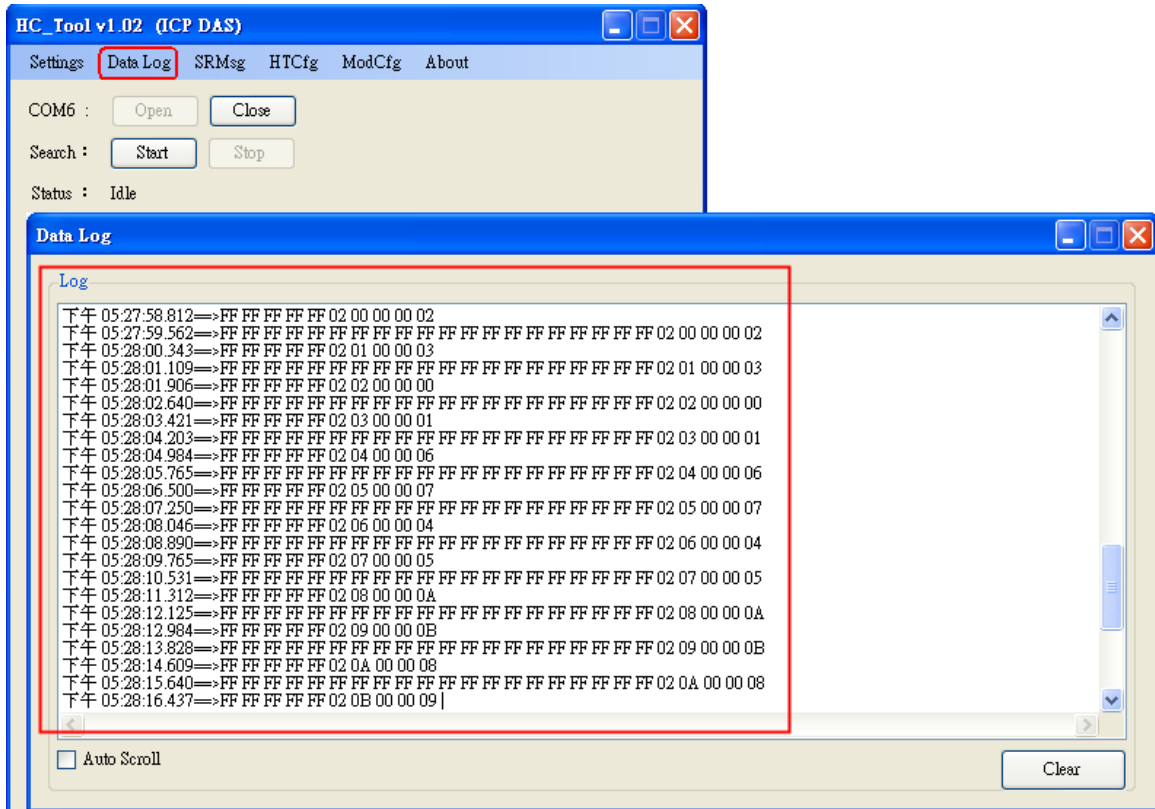 HC_Tool v1.02 (ICP DAS)
Settings Data Log SRMsg HTCfg ModCfg About
COM6 : Open Close
Search : Start Stop
Status : Idle
Data Log
Log
下午 05:27:58.812==>FF FF FF FF FF 02 00 00 00 02
下午 05:27:59.562==>FF FF FF FF FF FF FF FF FF FF FF FF FF FF FF FF FF FF FF FF 02 00 00 00 02
下午 05:28:00.343==>FF FF FF FF FF 02 01 00 00 03
下午 05:28:01.109==>FF FF FF FF FF FF FF FF FF FF FF FF FF FF FF FF FF FF FF FF 02 01 00 00 03
下午 05:28:01.906==>FF FF FF FF FF 02 02 00 00 00
下午 05:28:02.640==>FF FF FF FF FF FF FF FF FF FF FF FF FF FF FF FF FF FF FF FF 02 02 00 00 00
下午 05:28:03.421==>FF FF FF FF FF 02 03 00 00 01
下午 05:28:04.203==>FF FF FF FF FF FF FF FF FF FF FF FF FF FF FF FF FF FF FF FF 02 03 00 00 01
下午 05:28:04.984==>FF FF FF FF FF 02 04 00 00 06
下午 05:28:05.765==>FF FF FF FF FF FF FF FF FF FF FF FF FF FF FF FF FF FF FF FF 02 04 00 00 06
下午 05:28:06.500==>FF FF FF FF FF 02 05 00 00 07
下午 05:28:07.250==>FF FF FF FF FF FF FF FF FF FF FF FF FF FF FF FF FF FF FF FF 02 05 00 00 07
下午 05:28:08.046==>FF FF FF FF FF 02 06 00 00 04
下午 05:28:08.890==>FF FF FF FF FF FF FF FF FF FF FF FF FF FF FF FF FF FF FF FF 02 06 00 00 04
下午 05:28:09.765==>FF FF FF FF FF 02 07 00 00 05
下午 05:28:10.531==>FF FF FF FF FF FF FF FF FF FF FF FF FF FF FF FF FF FF FF FF 02 07 00 00 05
下午 05:28:11.312==>FF FF FF FF FF 02 08 00 00 0A
下午 05:28:12.125==>FF FF FF FF FF FF FF FF FF FF FF FF FF FF FF FF FF FF FF FF 02 08 00 00 0A
下午 05:28:12.984==>FF FF FF FF FF 02 09 00 00 0B
下午 05:28:13.828==>FF FF FF FF FF FF FF FF FF FF FF FF FF FF FF FF FF FF FF FF 02 09 00 00 0B
下午 05:28:14.609==>FF FF FF FF FF 02 0A 00 00 08
下午 05:28:15.640==>FF FF FF FF FF FF FF FF FF FF FF FF FF FF FF FF FF FF FF FF 02 0A 00 00 08
下午 05:28:16.437==>FF FF FF FF FF 02 0B 00 00 09
Auto Scroll
Clear